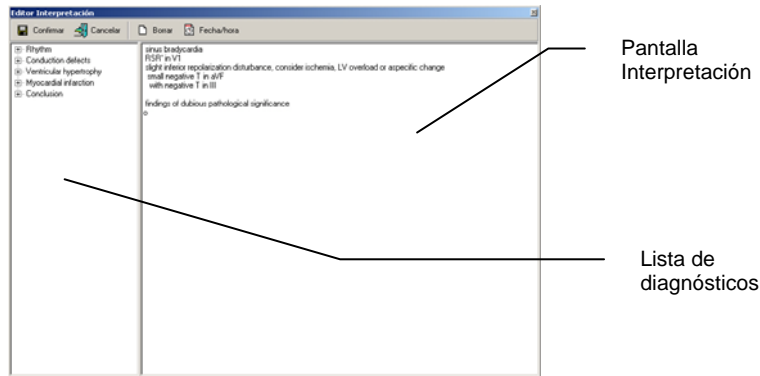 Editor Interpretación
Confirmar Cancelar Borrar Fecha/hora
Rhythm
Conduction defects
Ventricular hypertrophy
Myocardial infarction
Conclusion
sinus bradycardia
RSR' in V1
slight inferior repolarization disturbance, consider ischemia, LV overload or aspecific change
small negative T in aVF
with negative T in III
findings of dubious pathological significance
o
Pantalla
Interpretación
Lista de
diagnósticos